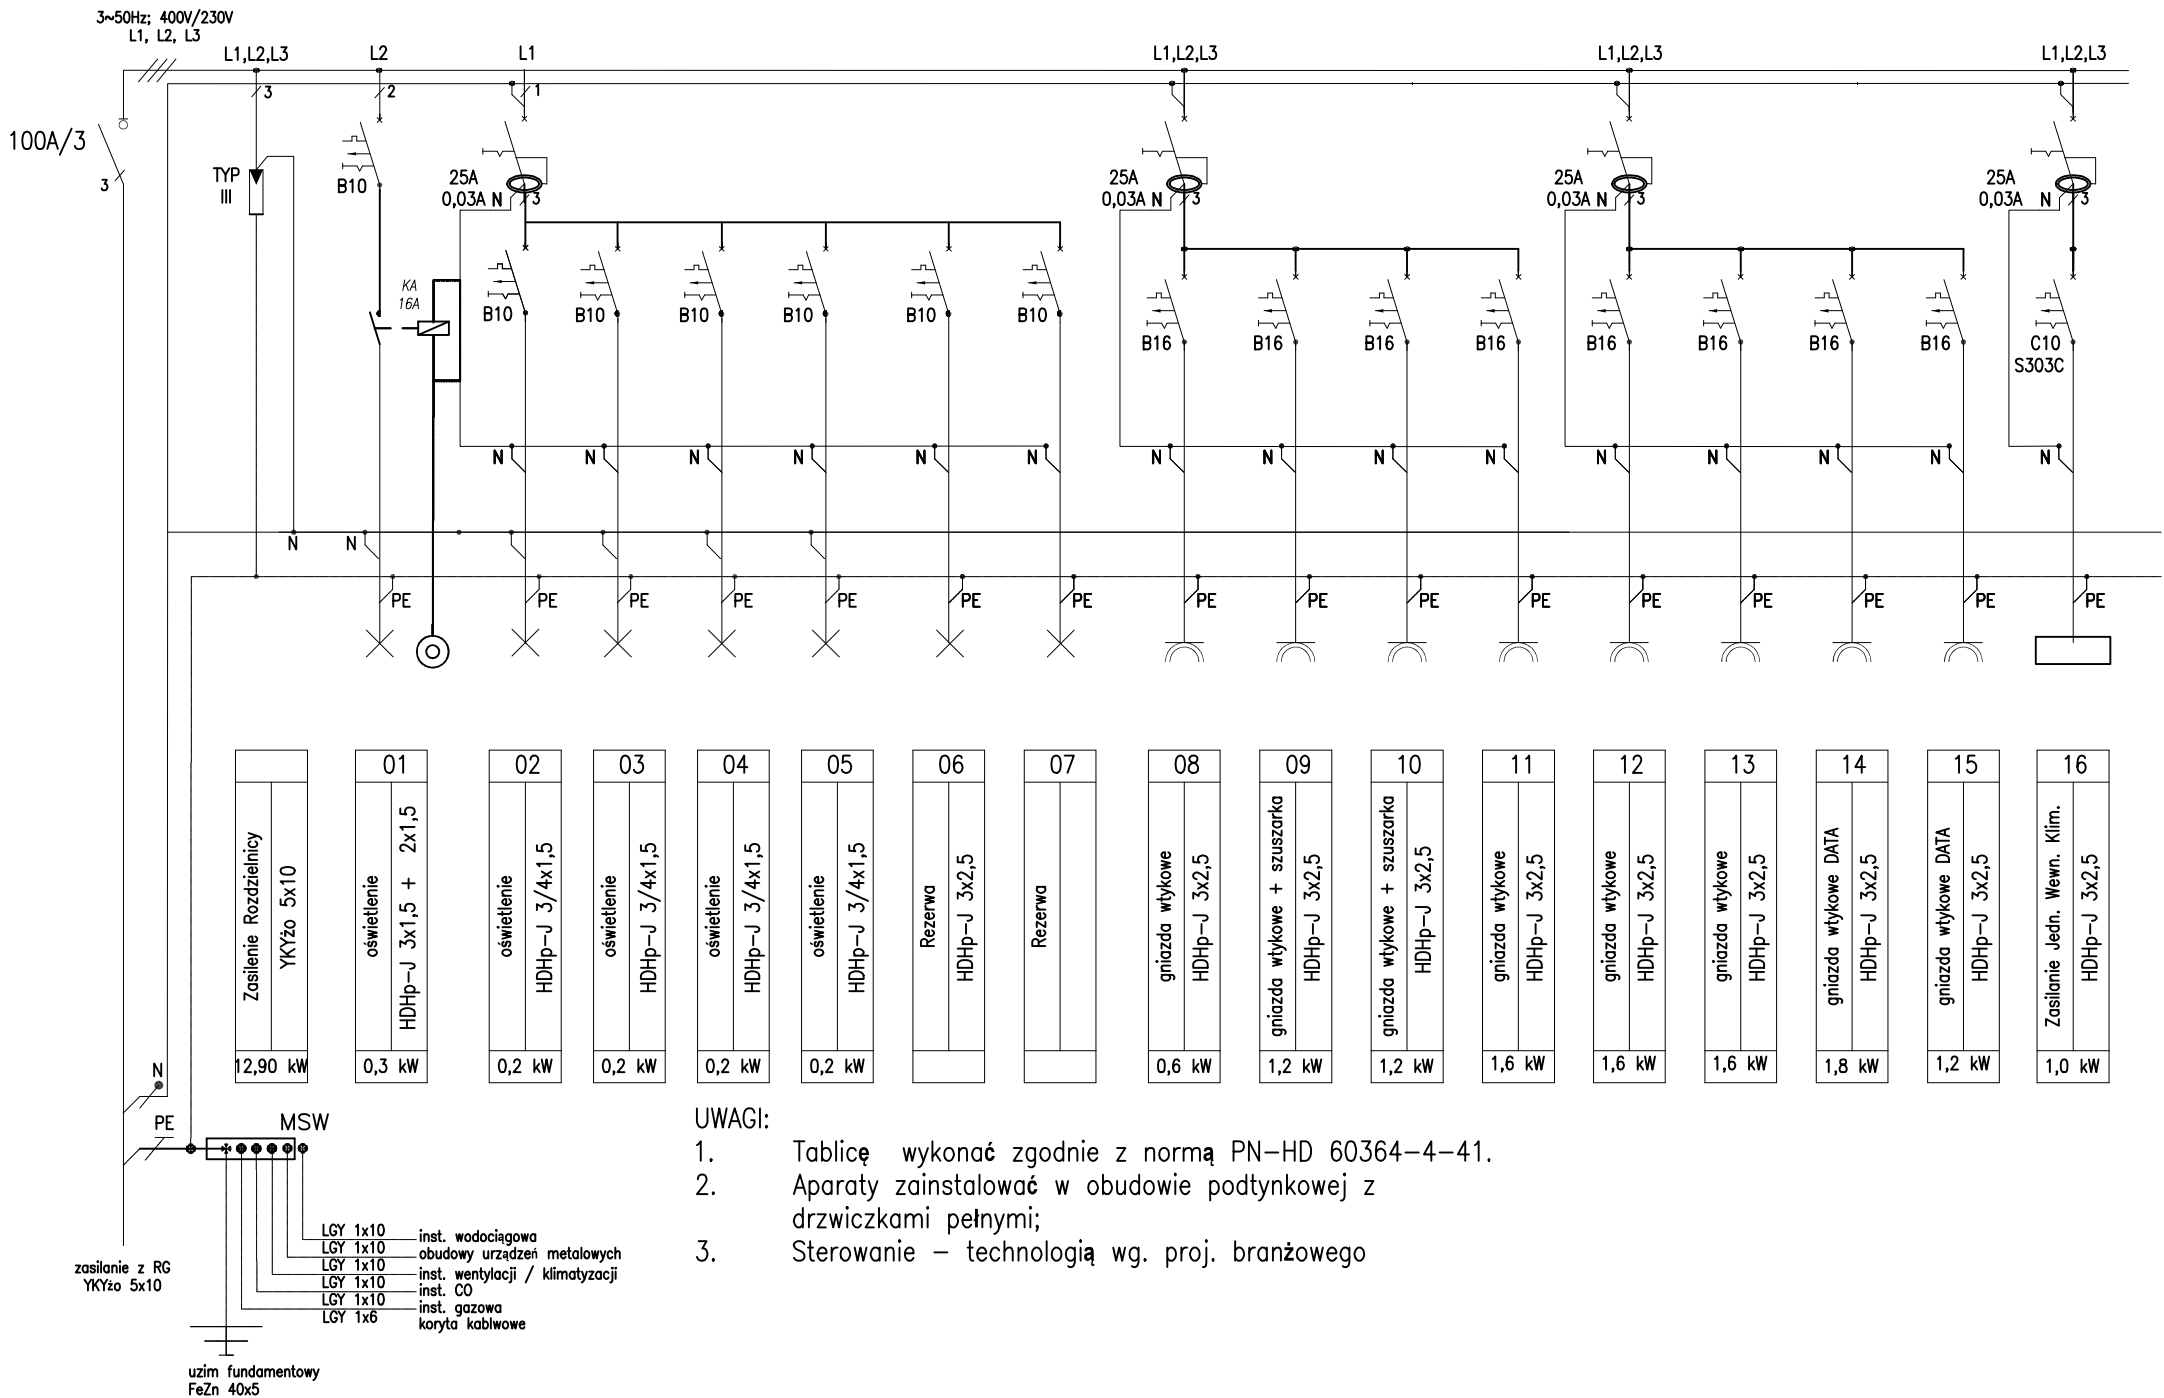 3~50Hz; 400V/230V
L1, L2, L3
L1,L2,L3 L2 L1 L1,L2,L3 L1,L2,L3 L1,L2,L3
3 2 1
100A/3
3
TYP
III
B10
25A
0,03A N 3
25A
0,03A N 3
25A
0,03A N 3
25A
0,03A N 3
KA
16A
B10 B10 B10 B10 B10 B10
B16 B16 B16 B16 B16 B16 B16 B16 C10
S303C
N N N N N N N N N N N N N N N
N N
PE PE PE PE PE PE PE PE PE PE PE PE PE PE PE PE
Zasilenie Rozdzielnicy
YKYżo 5x10
12,90 kW
01
oświetlenie
HDHp-J 3x1,5 + 2x1,5
0,3 kW
02
oświetlenie
HDHp-J 3/4x1,5
0,2 kW
03
oświetlenie
HDHp-J 3/4x1,5
0,2 kW
04
oświetlenie
HDHp-J 3/4x1,5
0,2 kW
05
oświetlenie
HDHp-J 3/4x1,5
0,2 kW
06
Rezerwa
HDHp-J 3x2,5
07
Rezerwa
08
gniazda wtykowe
HDHp-J 3x2,5
0,6 kW
09
gniazda wtykowe + szuszarka
HDHp-J 3x2,5
1,2 kW
10
gniazda wtykowe + szuszarka
HDHp-J 3x2,5
1,2 kW
11
gniazda wtykowe
HDHp-J 3x2,5
1,6 kW
12
gniazda wtykowe
HDHp-J 3x2,5
1,6 kW
13
gniazda wtykowe
HDHp-J 3x2,5
1,6 kW
14
gniazda wtykowe DATA
HDHp-J 3x2,5
1,8 kW
15
gniazda wtykowe DATA
HDHp-J 3x2,5
1,2 kW
16
Zasilanie Jedn. Wewn. Klim.
HDHp-J 3x2,5
1,0 kW
N
PE
MSW
LGY 1x10 inst. wodociągowa
LGY 1x10 obudowy urządzeń metalowych
LGY 1x10 inst. wentylacji / klimatyzacji
LGY 1x10 inst. CO
LGY 1x10 inst. gazowa
LGY 1x6 koryta kablwowe
zasilanie z RG
YKYżo 5x10
uzim fundamentowy
FeZn 40x5
UWAGI:
1. Tablicę wykonać zgodnie z normą PN-HD 60364-4-41.
2. Aparaty zainstalować w obudowie podtynkowej z
drzwiczkami pełnymi;
3. Sterowanie – technologią wg. proj. branżowego